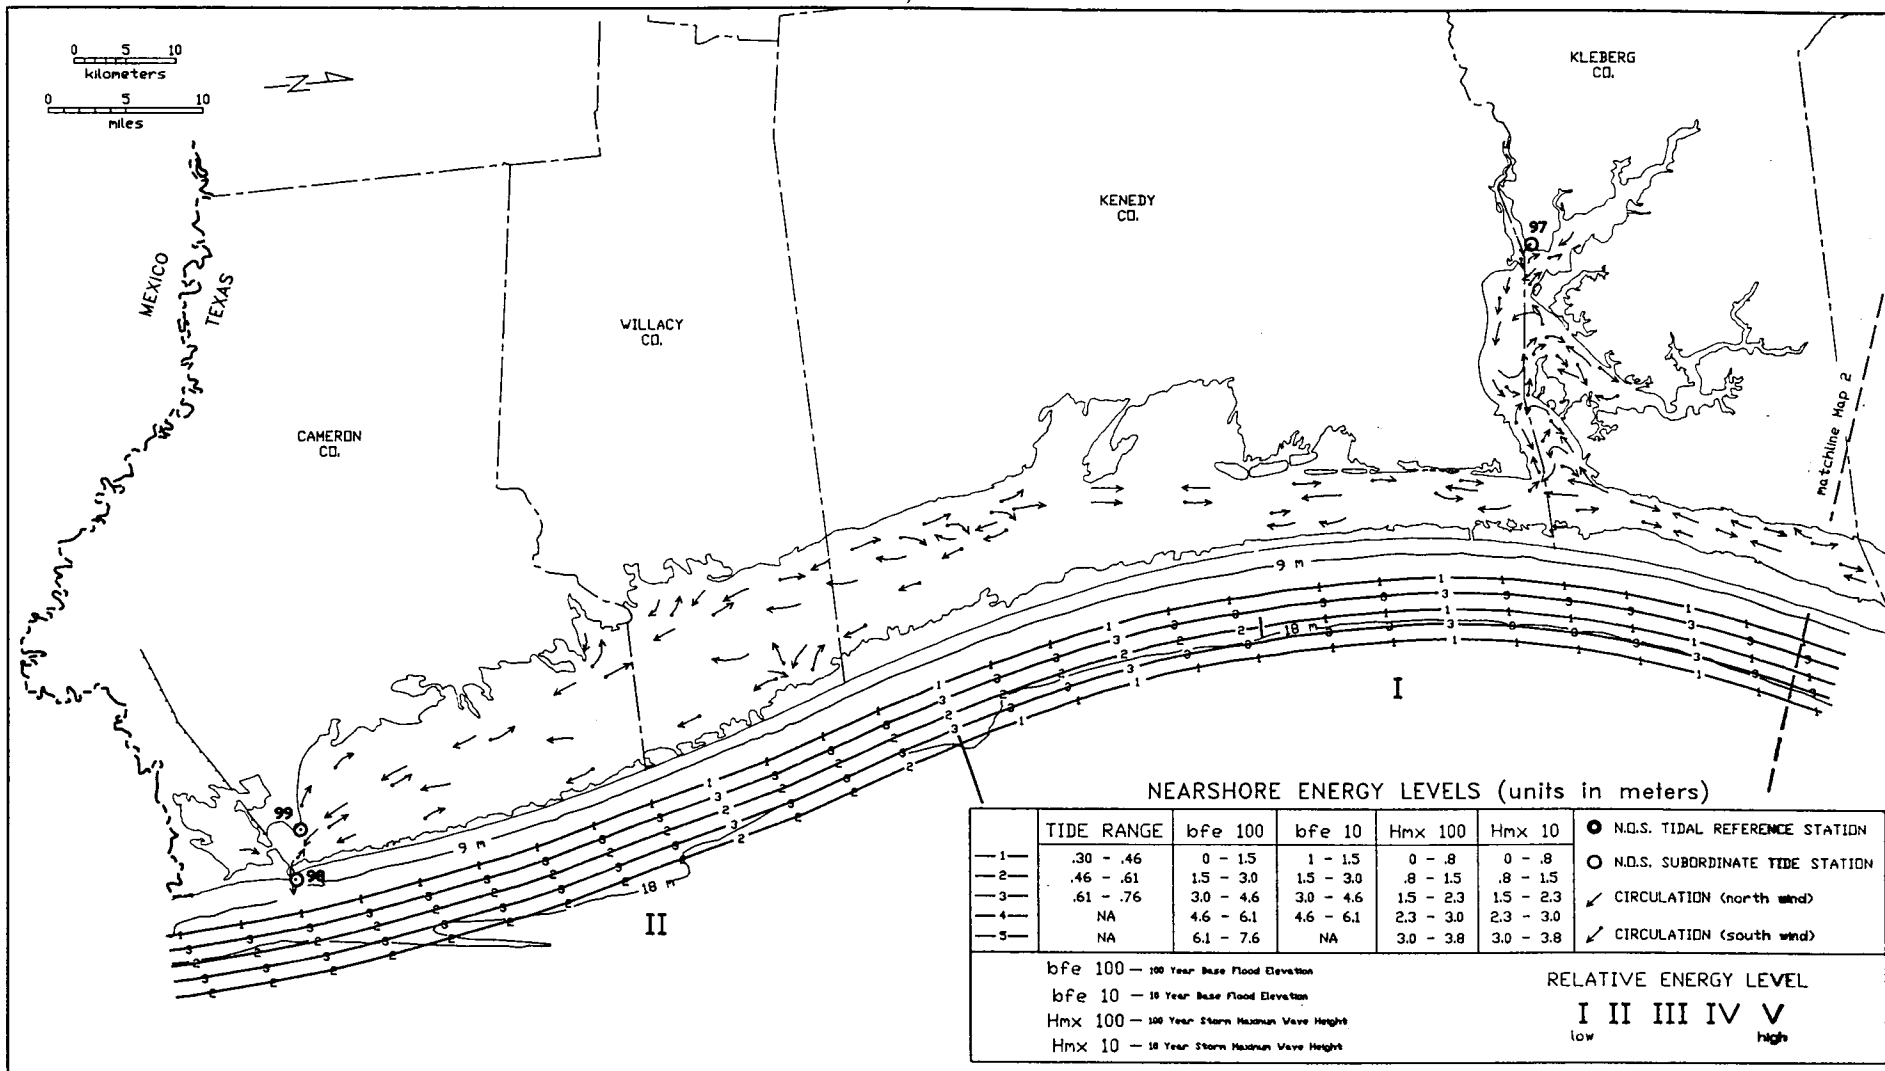 0 5 10
kilometers
0 5 10
miles
N
MEXICO
TEXAS
CAMERON
CO.
WILLACY
CO.
KENEDY
CO.
KLEBERG
CO.
97
99
98
matchline Map 2
9 m
9 m
18 m
18 m
I
II
NEARSHORE ENERGY LEVELS (units in meters)
TIDE RANGE bfe 100 bfe 10 Hmx 100 Hmx 10
1 .30 - .46 0 - 1.5 1 - 1.5 0 - .8 0 - .8
2 .46 - .61 1.5 - 3.0 1.5 - 3.0 .8 - 1.5 .8 - 1.5
3 .61 - .76 3.0 - 4.6 3.0 - 4.6 1.5 - 2.3 1.5 - 2.3
4 NA 4.6 - 6.1 4.6 - 6.1 2.3 - 3.0 2.3 - 3.0
5 NA 6.1 - 7.6 NA 3.0 - 3.8 3.0 - 3.8
N.O.S. TIDAL REFERENCE STATION
N.O.S. SUBORDINATE TIDE STATION
CIRCULATION (north wind)
CIRCULATION (south wind)
bfe 100 — 100 Year Base Flood Elevation
bfe 10 — 10 Year Base Flood Elevation
Hmx 100 — 100 Year Storm Maximum Wave Height
Hmx 10 — 10 Year Storm Maximum Wave Height
RELATIVE ENERGY LEVEL
I II III IV V
low high